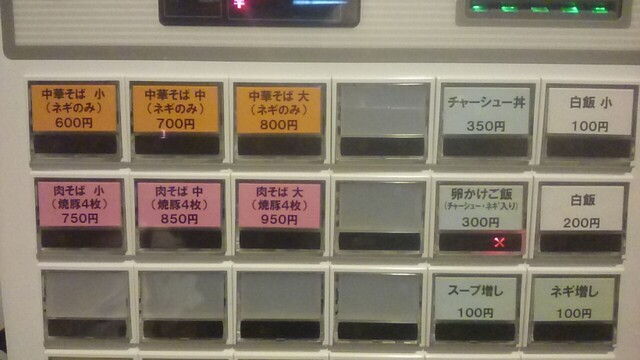 中華そば 小
(ネギのみ)
600円
中華そば 中
(ネギのみ)
700円
中華そば 大
(ネギのみ)
800円
チャーシュー丼
350円
白飯 小
100円
肉そば 小
(焼豚4枚)
750円
肉そば 中
(焼豚4枚)
850円
肉そば 大
(焼豚4枚)
950円
卵かけご飯
(チャーシュー・ネギ入り)
300円
白飯
200円
スープ増し
100円
ネギ増し
100円